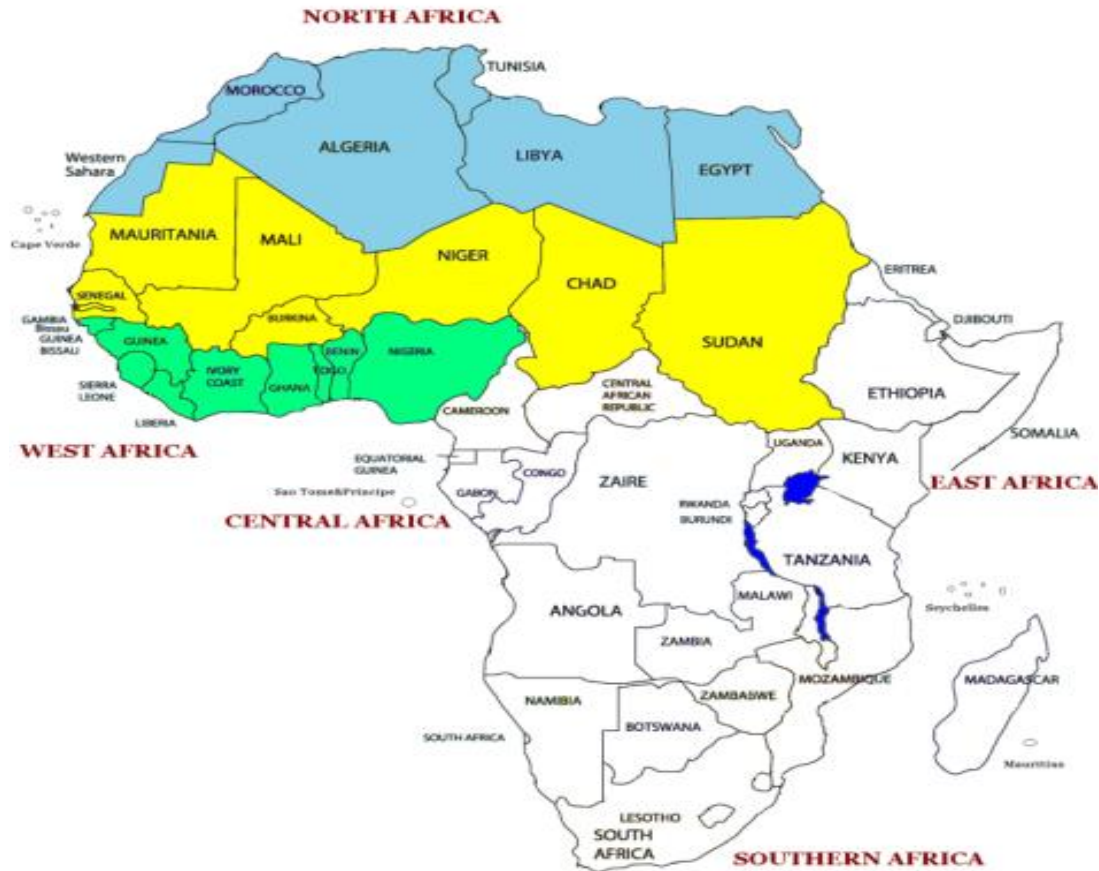 NORTH AFRICA
TUNISIA
MOROCCO
ALGERIA
LIBYA
EGYPT
Western
Sahara
Cape Verde
MAURITANIA
MALI
NIGER
CHAD
SUDAN
ERITREA
SENEGAL
GAMBIA
Bissau
GUINEA
BISSAU
GUINEA
BURKINA
BENIN
TOGO
NIGERIA
IVORY
COAST
GHANA
DJIBOUTI
SIERRA
LEONE
LIBERIA
CENTRAL
AFRICAN
REPUBLIC
CAMEROON
ETHIOPIA
SOMALIA
WEST AFRICA
EQUATORIAL
GUINEA
UGANDA
KENYA
CONGO
GABON
ZAIRE
EAST AFRICA
Sao Tome&Principe
CENTRAL AFRICA
RWANDA
BURUNDI
TANZANIA
ANGOLA
MALAWI
Seychelles
ZAMBIA
MOZAMBIQUE
MADAGASCAR
NAMIBIA
ZAMBASWE
BOTSWANA
SOUTH AFRICA
Mauritius
LESOTHO
SOUTH
AFRICA
SOUTHERN AFRICA